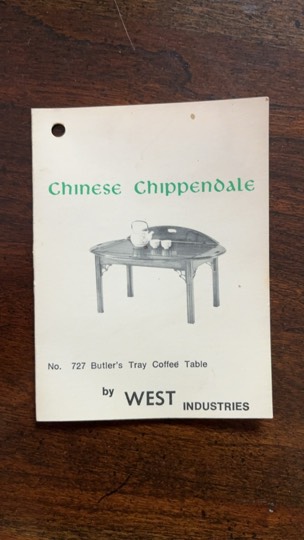 Chinese Chippendale
No. 727 Butler's Tray Coffee Table
by WEST INDUSTRIES